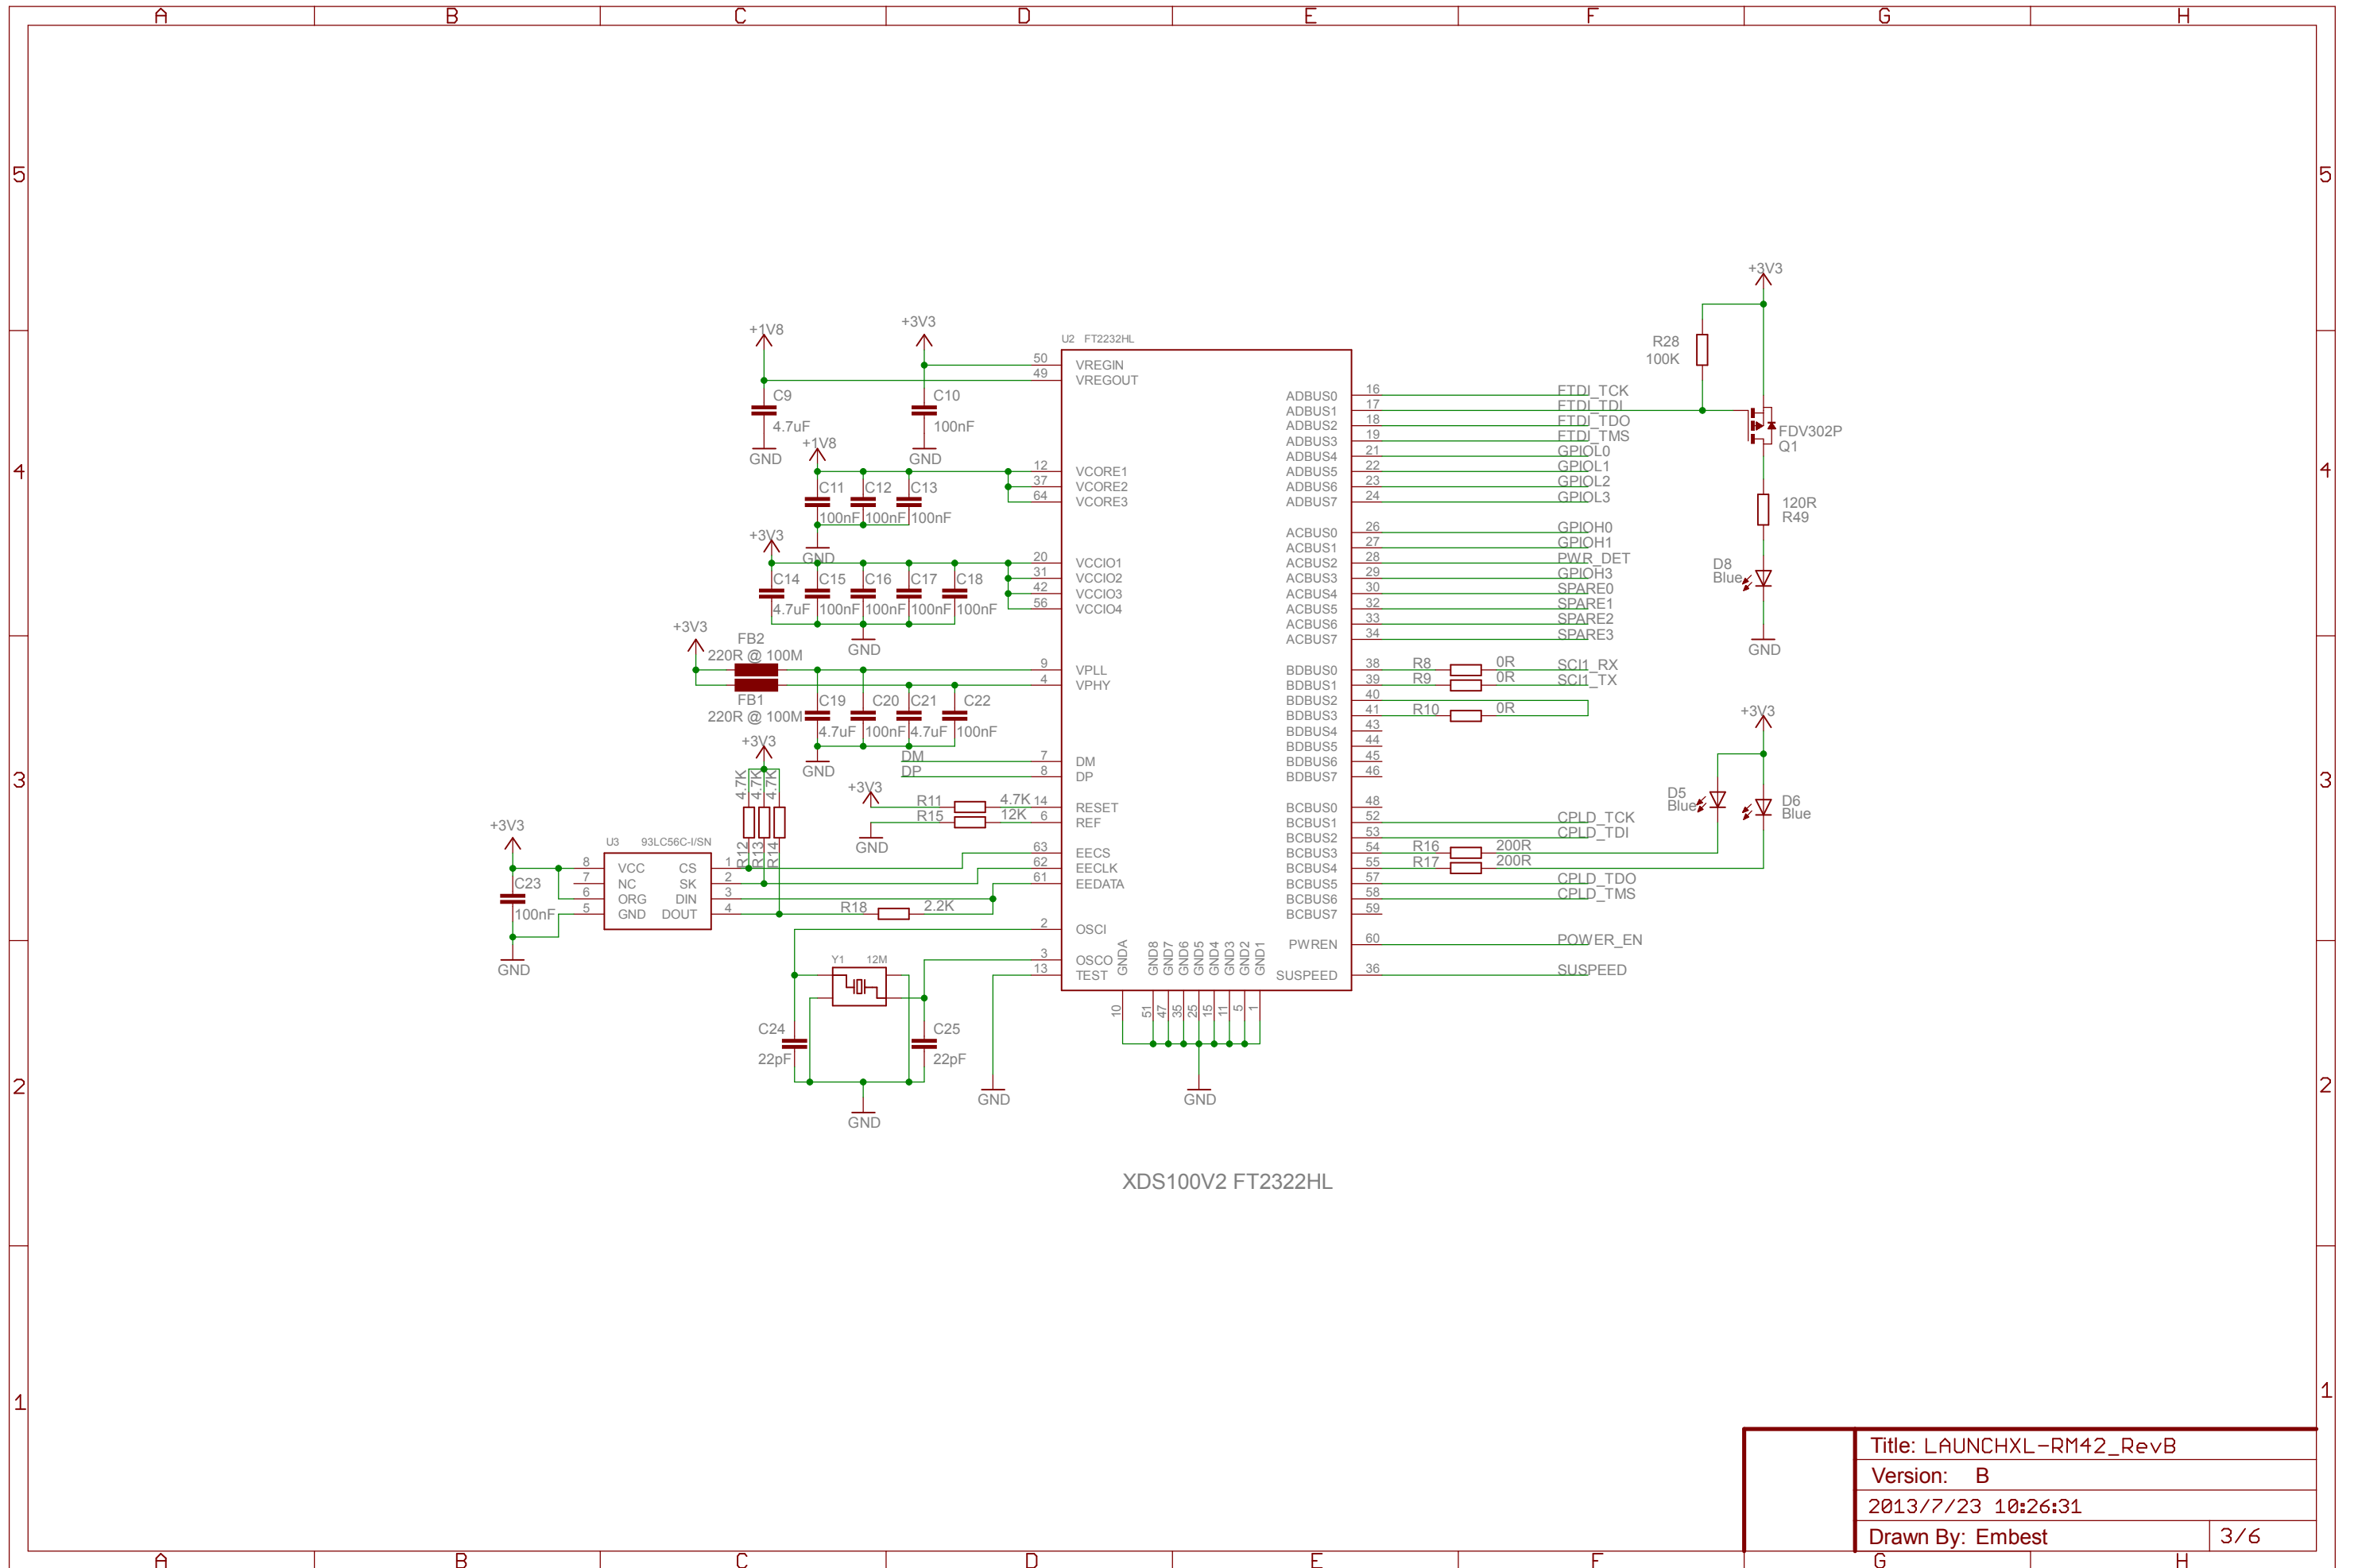 A B C D E F G H
5 5
4 4
3 3
2 2
1 1
+3V3
+1V8
+3V3
U2 FT2232HL
R28
100K
50 VREGIN
49 VREGOUT
C9
4.7uF
GND
C10
100nF
GND
+1V8
12 VCORE1
37 VCORE2
64 VCORE3
C11 C12 C13
100nF 100nF 100nF
GND
+3V3
20 VCCIO1
31 VCCIO2
42 VCCIO3
56 VCCIO4
C14 C15 C16 C17 C18
4.7uF 100nF 100nF 100nF 100nF
GND
+3V3
FB2
220R @ 100M
FB1
220R @ 100M
9 VPLL
4 VPHY
C19 C20 C21 C22
4.7uF 100nF 4.7uF 100nF
GND
DM 7 DM
DP 8 DP
+3V3
4.7K 4.7K 4.7K
R12 R13 R14
+3V3
R11 4.7K 14 RESET
R15 12K 6 REF
GND
+3V3
C23
100nF
GND
U3 93LC56C-I/SN
8 VCC CS 1
7 NC SK 2
6 ORG DIN 3
5 GND DOUT 4
63 EECS
62 EECLK
61 EEDATA
R18 2.2K
2 OSCI
3 OSCO
13 TEST
Y1 12M
C24
22pF
C25
22pF
GND
GND
GNDA GND8 GND7 GND6 GND5 GND4 GND3 GND2 GND1
10 51 47 35 25 15 11 5 1
GND
ADBUS0 16 FTDI_TCK
ADBUS1 17 FTDI_TDI
ADBUS2 18 FTDI_TDO
ADBUS3 19 FTDI_TMS
ADBUS4 21 GPIOL0
ADBUS5 22 GPIOL1
ADBUS6 23 GPIOL2
ADBUS7 24 GPIOL3
ACBUS0 26 GPIOH0
ACBUS1 27 GPIOH1
ACBUS2 28 PWR_DET
ACBUS3 29 GPIOH3
ACBUS4 30 SPARE0
ACBUS5 32 SPARE1
ACBUS6 33 SPARE2
ACBUS7 34 SPARE3
BDBUS0 38 R8 0R SCI1_RX
BDBUS1 39 R9 0R SCI1_TX
BDBUS2 40
BDBUS3 41 R10 0R
BDBUS4 43
BDBUS5 44
BDBUS6 45
BDBUS7 46
BCBUS0 48
BCBUS1 52 CPLD_TCK
BCBUS2 53 CPLD_TDI
BCBUS3 54 R16 200R
BCBUS4 55 R17 200R
BCBUS5 57 CPLD_TDO
BCBUS6 58 CPLD_TMS
BCBUS7 59
PWREN 60 POWER_EN
SUSPEED 36 SUSPEED
FDV302P
Q1
120R
R49
D8
Blue
GND
+3V3
D5
Blue
D6
Blue
XDS100V2 FT2322HL
Title: LAUNCHXL-RM42_RevB
Version: B
2013/7/23 10:26:31
Drawn By: Embest 3/6
A B C D E F G H